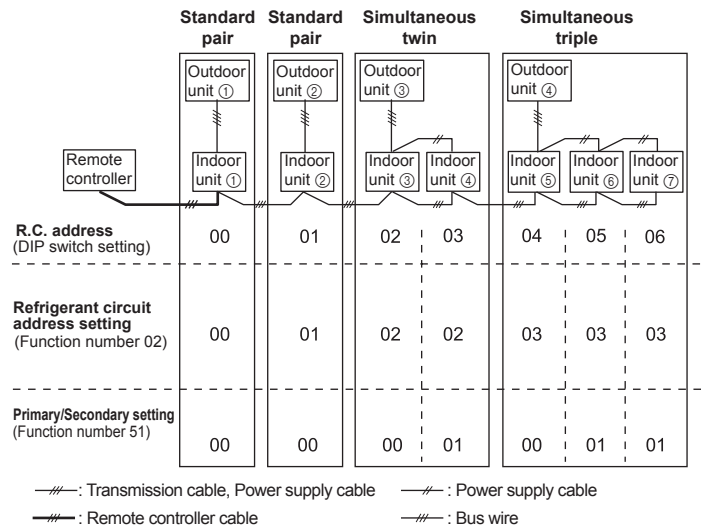 Standard pair
Standard pair
Simultaneous twin
Simultaneous triple
Outdoor unit ①
Outdoor unit ②
Outdoor unit ③
Outdoor unit ④
Remote controller
Indoor unit ①
Indoor unit ②
Indoor unit ③
Indoor unit ④
Indoor unit ⑤
Indoor unit ⑥
Indoor unit ⑦
R.C. address
(DIP switch setting)
00 01 02 03 04 05 06
Refrigerant circuit
address setting
(Function number 02)
00 01 02 02 03 03 03
Primary/Secondary setting
(Function number 51)
00 00 00 01 00 01 01
: Transmission cable, Power supply cable
: Power supply cable
: Remote controller cable
: Bus wire